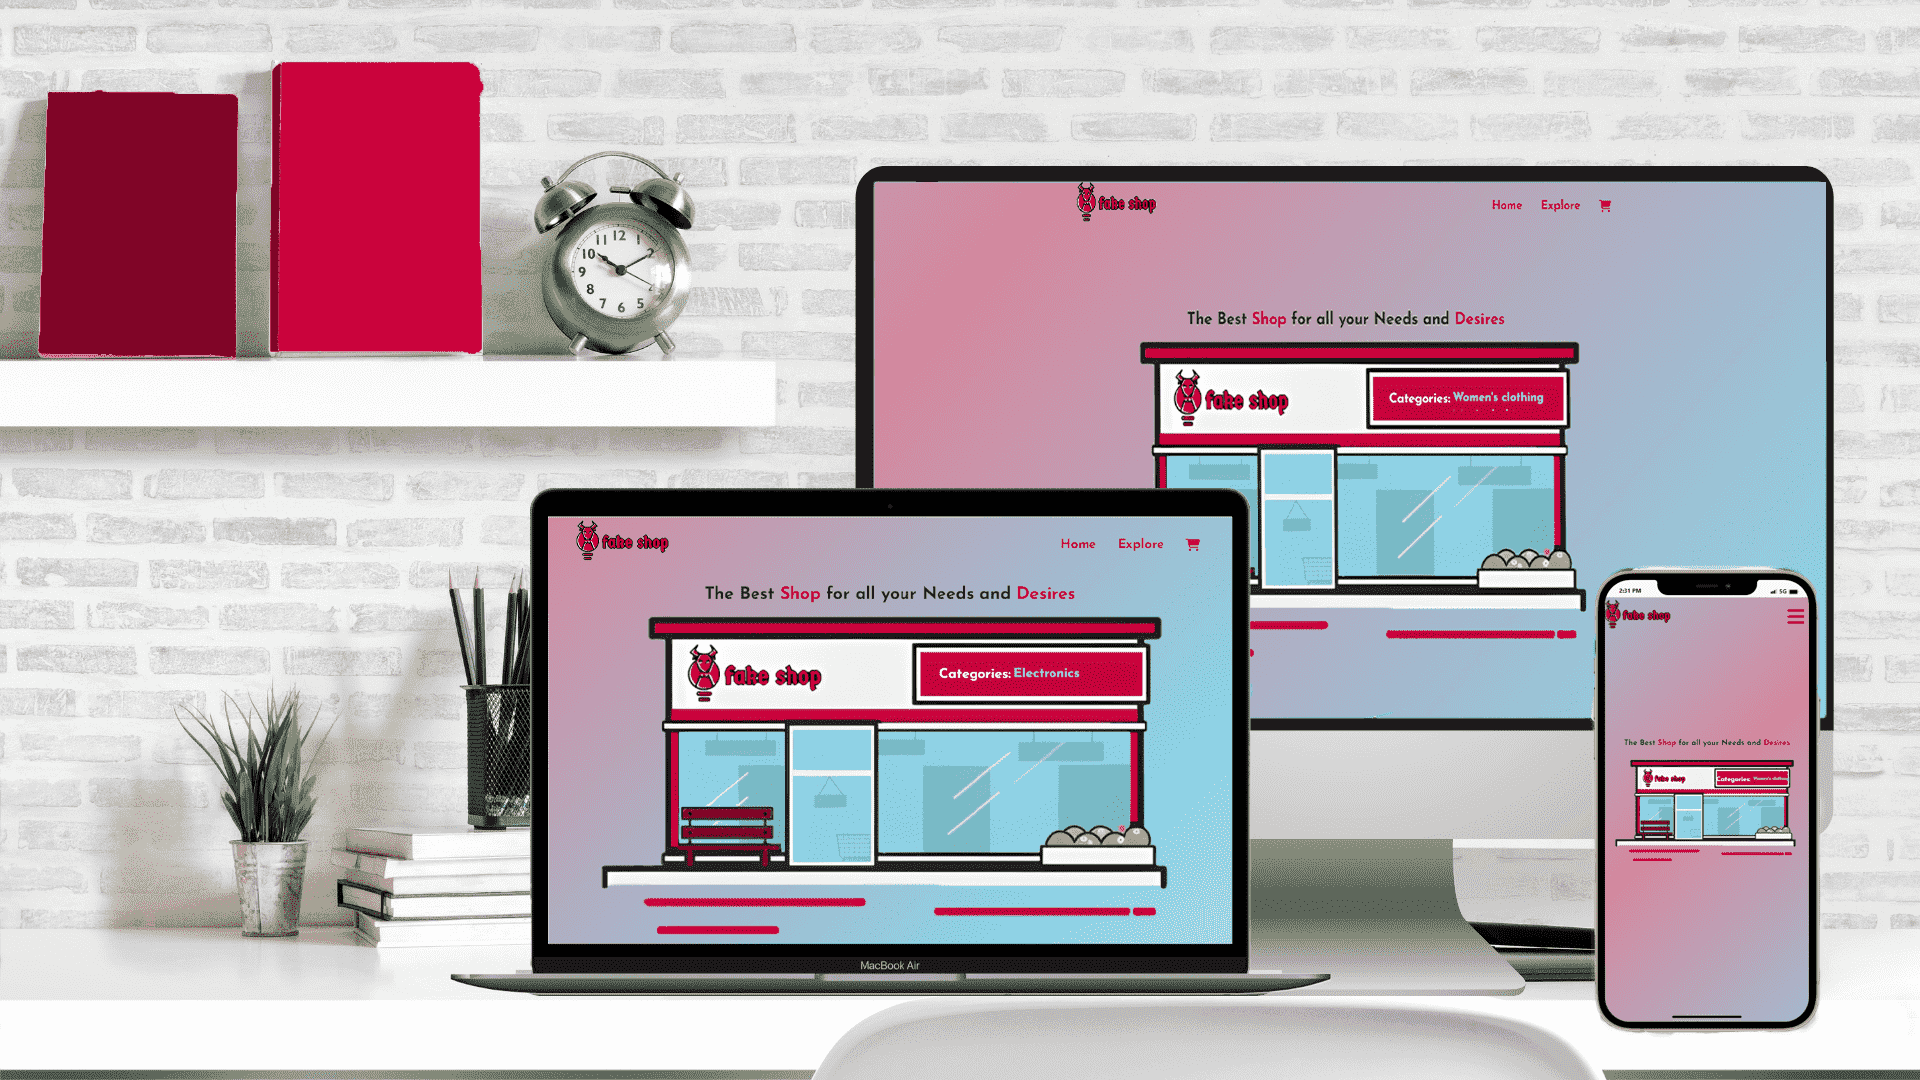 11 12
10 2
9
8
7 6 5
fake shop
Home Explore
The Best Shop for all your Needs and Desires
fake shop
Categories: Women's clothing
fake shop
Home Explore
The Best Shop for all your Needs and Desires
fake shop
Categories: Electronics
MacBook Air
2:31 PM 5G
fake shop
The Best Shop for all your Needs and Desires
fake shop
Categories: Women's clothing